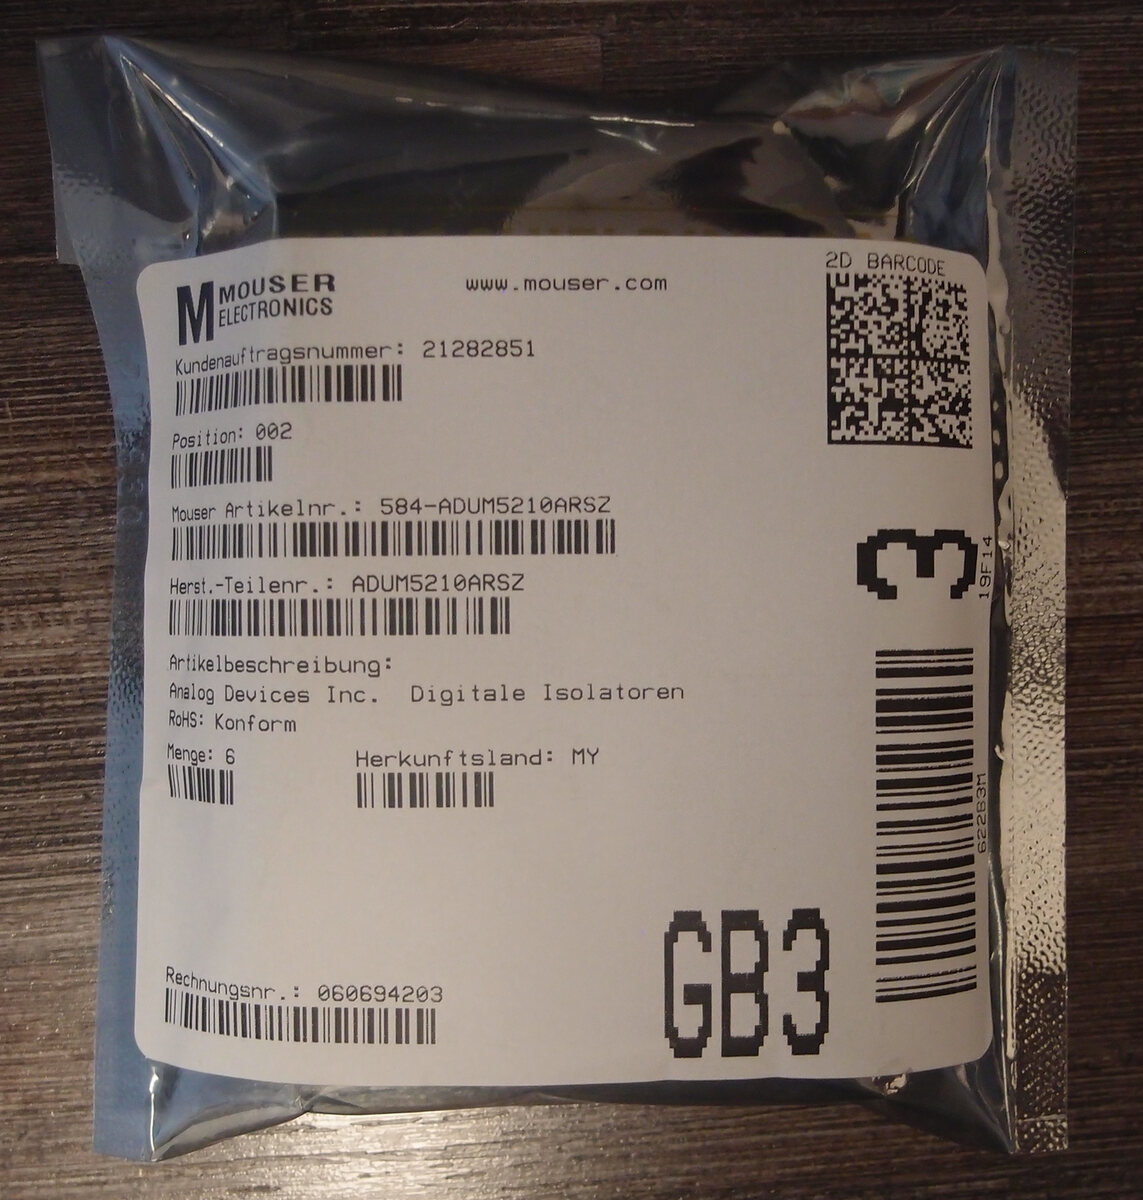 MOUSER
ELECTRONICS
www.mouser.com
2D BARCODE
Kundenauftragsnummer: 21282851
Position: 002
Mouser Artikelnr.: 584-ADUM5210ARSZ
Herst.-Teilenr.: ADUM5210ARSZ
Artikelbeschreibung:
Analog Devices Inc. Digitale Isolatoren
RoHS: Konform
Menge: 6 Herkunftsland: MY
Rechnungsnr.: 060694203
GB3
3
19F14
622B3M